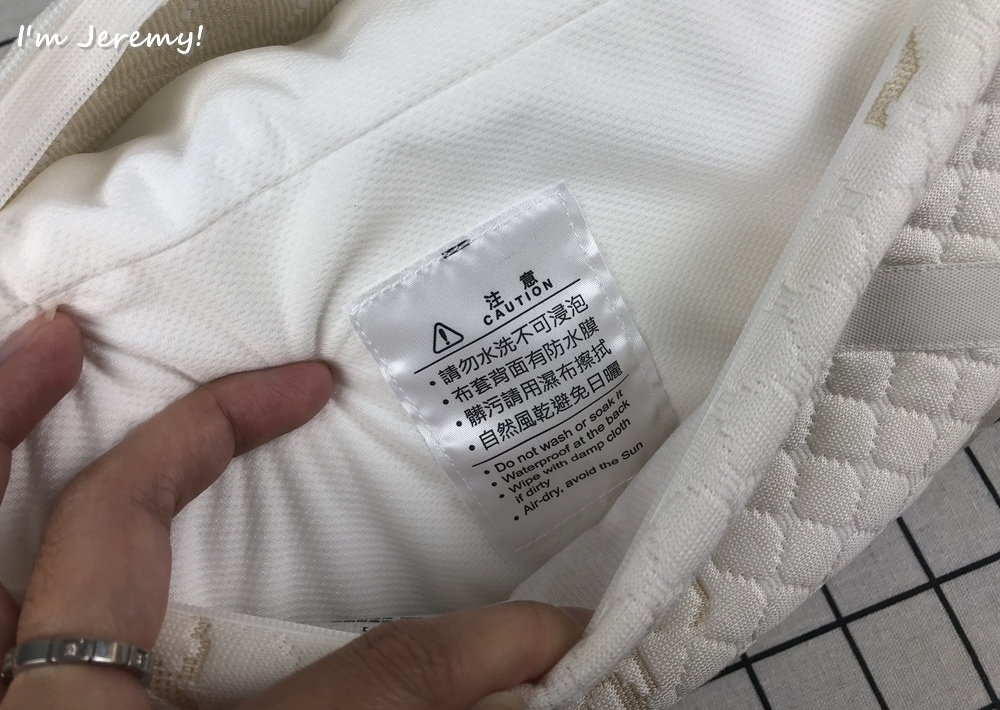 I'm Jeremy!
注 意
CAUTION
・請勿水洗不可浸泡
・布套背面有防水膜
・髒污請用濕布擦拭
・自然風乾避免日曬
• Do not wash or soak it
• Waterproof at the back
• Wipe with damp cloth
if dirty
• Air-dry, avoid the Sun